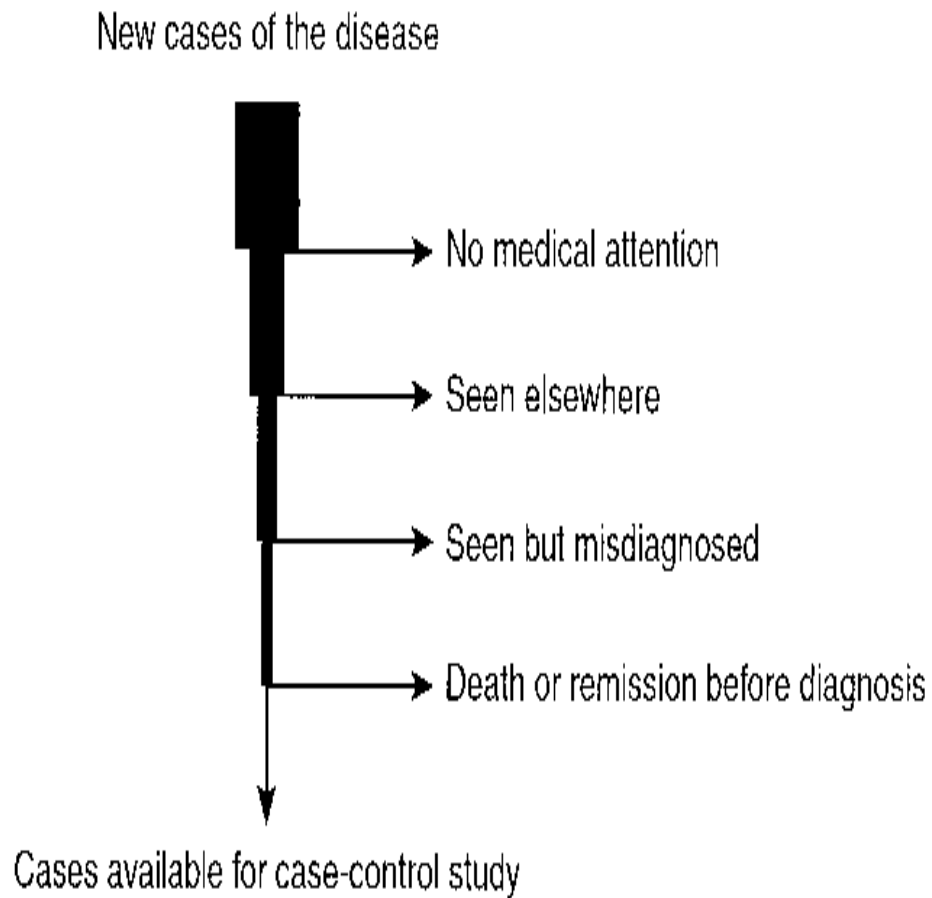 New cases of the disease
No medical attention
Seen elsewhere
Seen but misdiagnosed
Death or remission before diagnosis
Cases available for case-control study